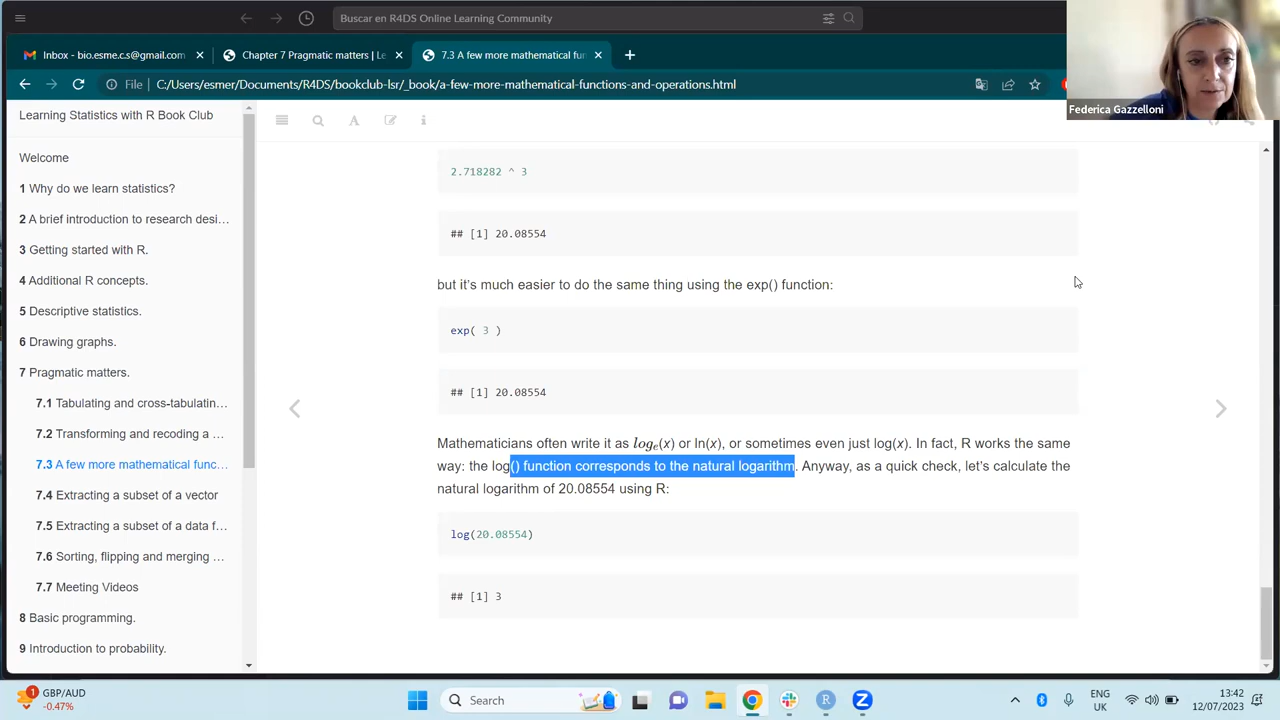 Buscar en R4DS Online Learning Community
Inbox - bio.esme.c.s@gmail.com
Chapter 7 Pragmatic matters | Le
7.3 A few more mathematical fun
File
C:/Users/esmer/Documents/R4DS/bookclub-lsr/_book/a-few-more-mathematical-functions-and-operations.html
Federica Gazzelloni
Learning Statistics with R Book Club
Welcome
1 Why do we learn statistics?
2 A brief introduction to research desi...
3 Getting started with R.
4 Additional R concepts.
5 Descriptive statistics.
6 Drawing graphs.
7 Pragmatic matters.
7.1 Tabulating and cross-tabulatin...
7.2 Transforming and recoding a ...
7.3 A few more mathematical func...
7.4 Extracting a subset of a vector
7.5 Extracting a subset of a data f...
7.6 Sorting, flipping and merging ...
7.7 Meeting Videos
8 Basic programming.
9 Introduction to probability.
2.718282 ^ 3
## [1] 20.08554
but it's much easier to do the same thing using the exp() function:
exp( 3 )
## [1] 20.08554
Mathematicians often write it as logₑ(x) or ln(x), or sometimes even just log(x). In fact, R works the same
way: the log() function corresponds to the natural logarithm. Anyway, as a quick check, let's calculate the
natural logarithm of 20.08554 using R:
log(20.08554)
## [1] 3
1
GBP/AUD
-0.47%
Search
ENG
UK
13:42
12/07/2023